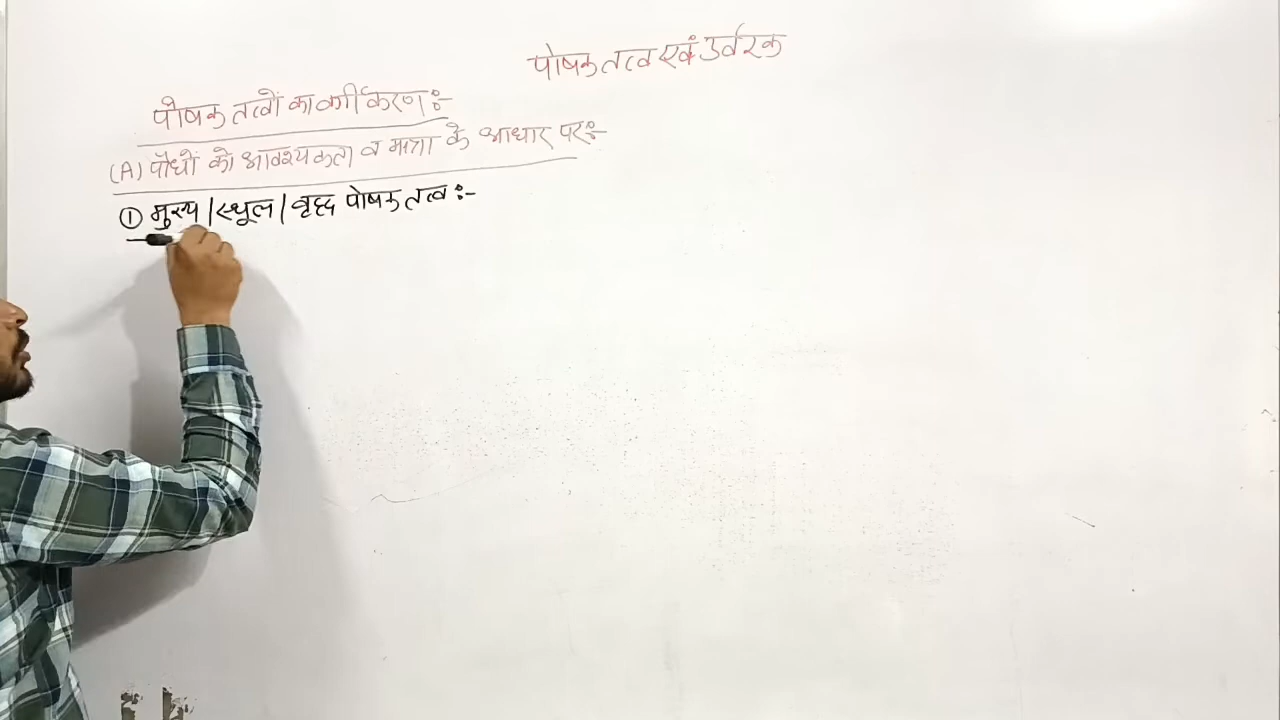 पोषक तत्व एवं उर्वरक
पोषक तत्वों का वर्गीकरण :-
(A) पौधों की आवश्यकता व मात्रा के आधार पर :-
① मुख्य / स्थूल / वृहद पोषक तत्व :-